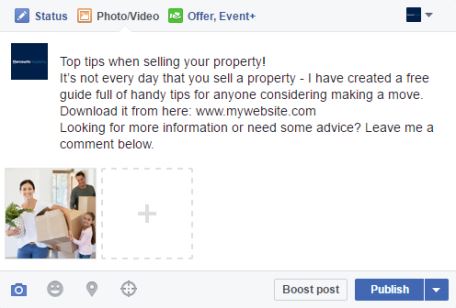 Status Photo/Video Offer, Event+
Top tips when selling your property!
It's not every day that you sell a property - I have created a free
guide full of handy tips for anyone considering making a move.
Download it from here: www.mywebsite.com
Looking for more information or need some advice? Leave me a
comment below.
Boost post Publish